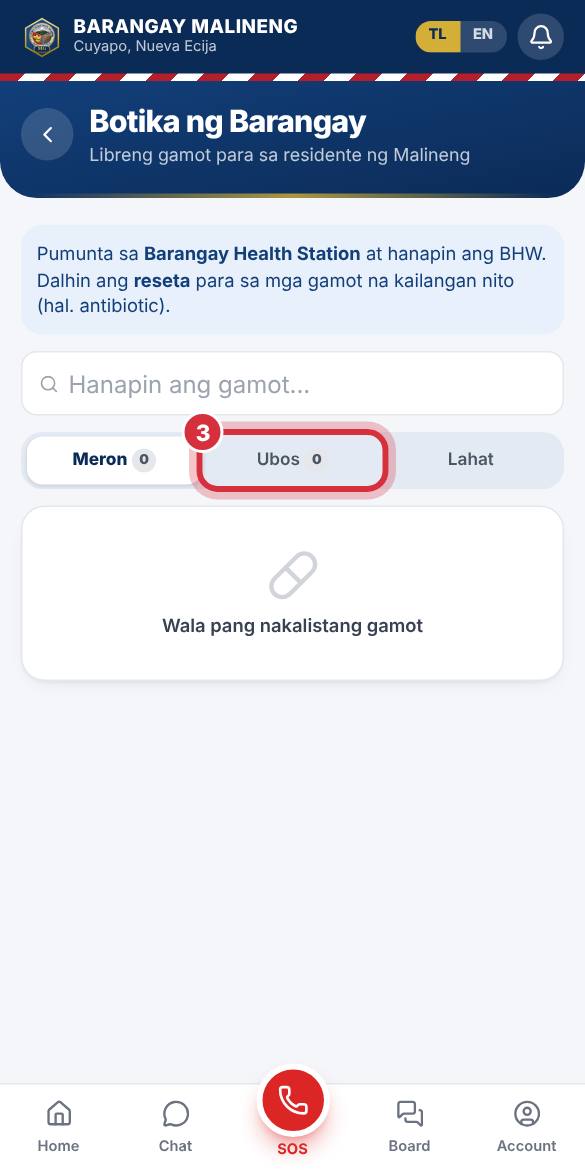 BARANGAY MALINENG
Cuyapo, Nueva Ecija
TL EN
Botika ng Barangay
Libreng gamot para sa residente ng Malineng
Pumunta sa Barangay Health Station at hanapin ang BHW.
Dalhin ang reseta para sa mga gamot na kailangan nito
(hal. antibiotic).
Hanapin ang gamot...
3
Meron 0 Ubos 0 Lahat
Wala pang nakalistang gamot
Home Chat SOS Board Account